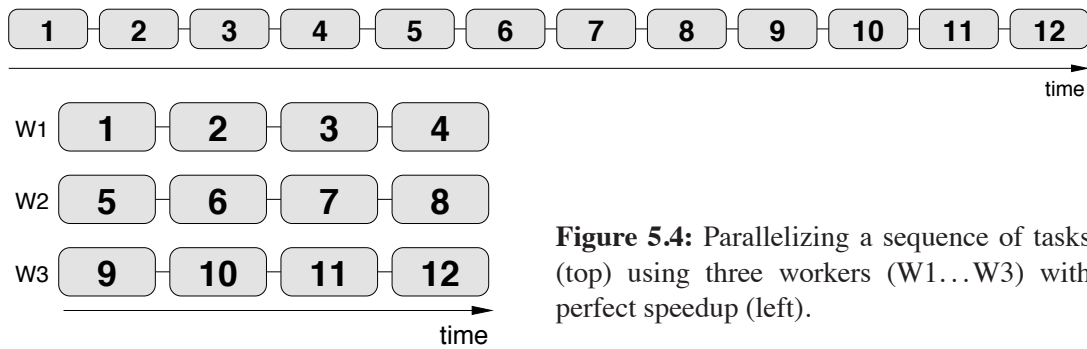 1 2 3 4 5 6 7 8 9 10 11 12
time
W1 1 2 3 4
W2 5 6 7 8
W3 9 10 11 12
time
Figure 5.4: Parallelizing a sequence of tasks
(top) using three workers (W1...W3) with
perfect speedup (left).